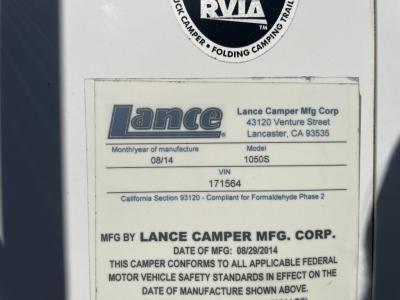 RVIA
TM
TRUCK CAMPER • FOLDING CAMPING TRAIL
Lance®
Lance Camper Mfg Corp
43120 Venture Street
Lancaster, CA 93535
Month/year of manufacture Model
08/14 1050S
VIN
171564
California Section 93120 - Compliant for Formaldehyde Phase 2
MFG BY LANCE CAMPER MFG. CORP.
DATE OF MFG: 08/29/2014
THIS CAMPER CONFORMS TO ALL APPLICABLE FEDERAL
MOTOR VEHICLE SAFETY STANDARDS IN EFFECT ON THE
DATE OF MANUFACTURE SHOWN ABOVE.